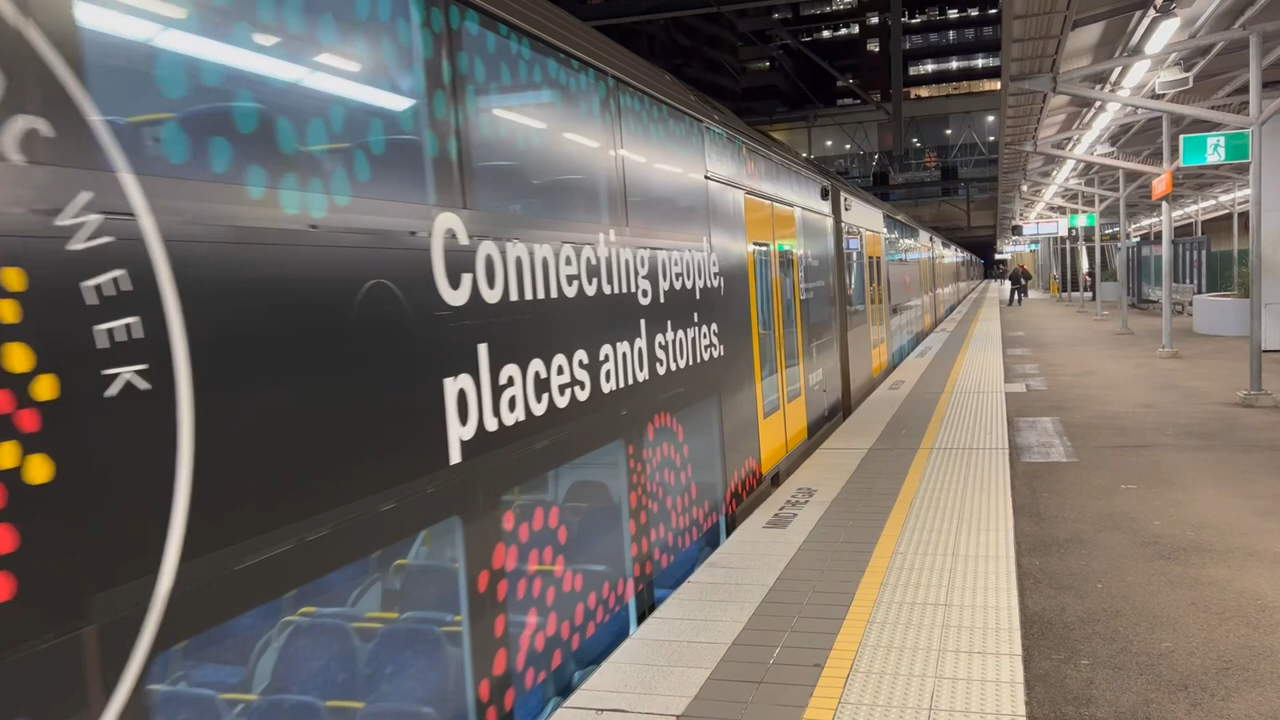 C WEEK
Connecting people,
places and stories.
MIND THE GAP